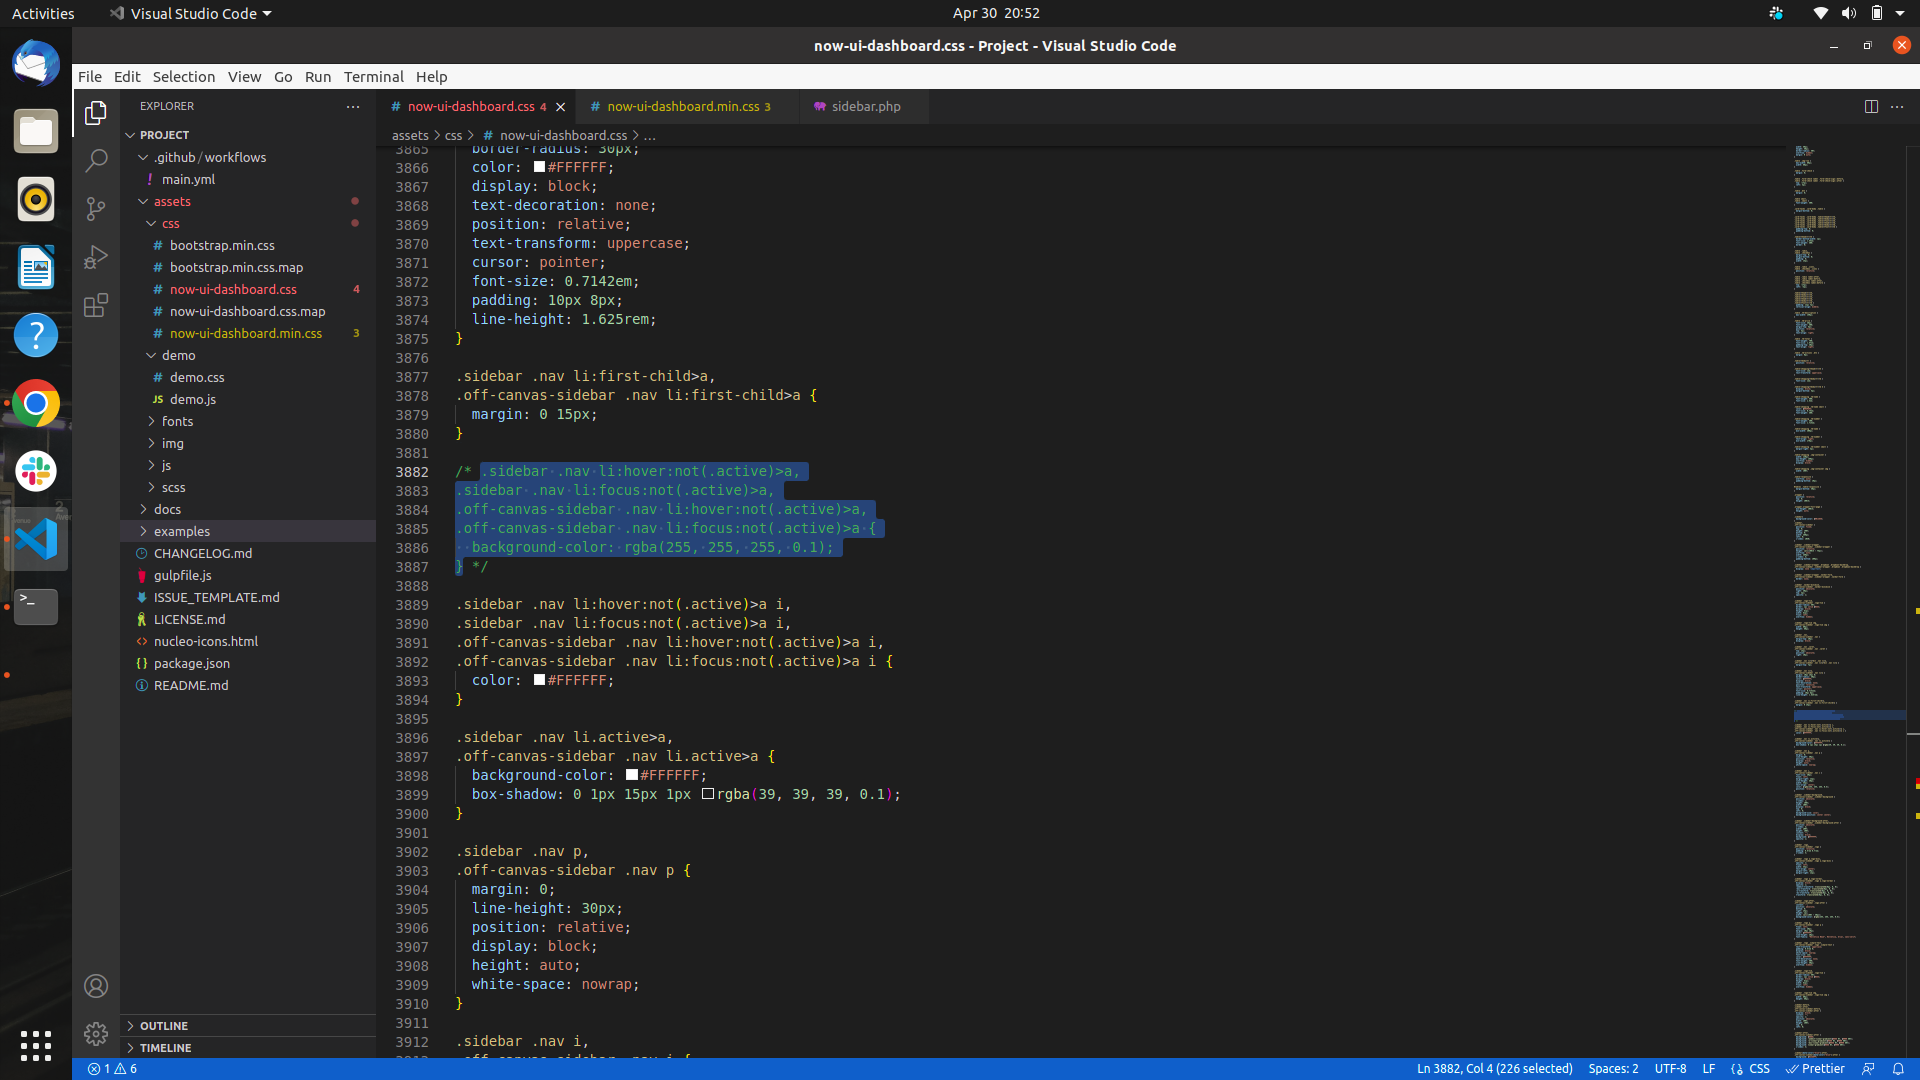 Activities
Visual Studio Code
Apr 30 20:52
now-ui-dashboard.css - Project - Visual Studio Code
File Edit Selection View Go Run Terminal Help
EXPLORER
PROJECT
.github/workflows
main.yml
assets
css
bootstrap.min.css
bootstrap.min.css.map
now-ui-dashboard.css 4
now-ui-dashboard.css.map
now-ui-dashboard.min.css 3
demo
demo.css
JS demo.js
fonts
img
js
scss
docs
examples
CHANGELOG.md
gulpfile.js
ISSUE_TEMPLATE.md
LICENSE.md
nucleo-icons.html
package.json
README.md
OUTLINE
TIMELINE
# now-ui-dashboard.css 4
# now-ui-dashboard.min.css 3
sidebar.php
assets > css > # now-ui-dashboard.css > ...
3865 border-radius: 30px;
3866 color: #FFFFFF;
3867 display: block;
3868 text-decoration: none;
3869 position: relative;
3870 text-transform: uppercase;
3871 cursor: pointer;
3872 font-size: 0.7142em;
3873 padding: 10px 8px;
3874 line-height: 1.625rem;
3875 }
3876
3877 .sidebar .nav li:first-child>a,
3878 .off-canvas-sidebar .nav li:first-child>a {
3879 margin: 0 15px;
3880 }
3881
3882 /* .sidebar .nav li:hover:not(.active)>a,
3883 .sidebar .nav li:focus:not(.active)>a,
3884 .off-canvas-sidebar .nav li:hover:not(.active)>a,
3885 .off-canvas-sidebar .nav li:focus:not(.active)>a {
3886 background-color: rgba(255, 255, 255, 0.1);
3887 } */
3888
3889 .sidebar .nav li:hover:not(.active)>a i,
3890 .sidebar .nav li:focus:not(.active)>a i,
3891 .off-canvas-sidebar .nav li:hover:not(.active)>a i,
3892 .off-canvas-sidebar .nav li:focus:not(.active)>a i {
3893 color: #FFFFFF;
3894 }
3895
3896 .sidebar .nav li.active>a,
3897 .off-canvas-sidebar .nav li.active>a {
3898 background-color: #FFFFFF;
3899 box-shadow: 0 1px 15px 1px rgba(39, 39, 39, 0.1);
3900 }
3901
3902 .sidebar .nav p,
3903 .off-canvas-sidebar .nav p {
3904 margin: 0;
3905 line-height: 30px;
3906 position: relative;
3907 display: block;
3908 height: auto;
3909 white-space: nowrap;
3910 }
3911
3912 .sidebar .nav i,
3913 .off-canvas-sidebar .nav i {
1 6
Ln 3882, Col 4 (226 selected) Spaces: 2 UTF-8 LF {} CSS Prettier